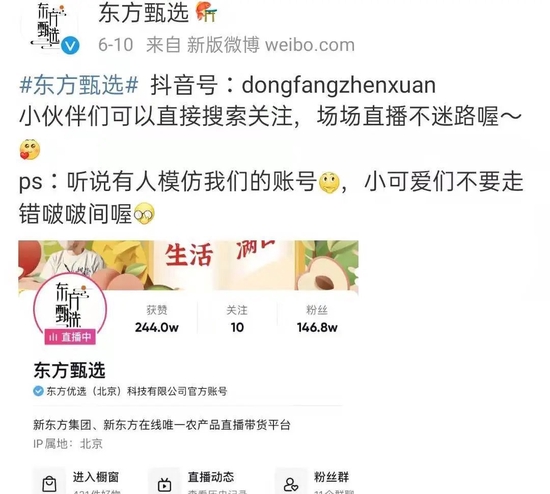 东方甄选
东方甄选
6-10 来自 新版微博 weibo.com
#东方甄选# 抖音号：dongfangzhenxuan
小伙伴们可以直接搜索关注，场场直播不迷路喔～
ps：听说有人模仿我们的账号，小可爱们不要走
错啵啵间喔
生活
东方甄选
直播中
获赞 关注 粉丝
244.0w 10 146.8w
东方甄选
东方优选（北京）科技有限公司官方账号
新东方集团、新东方在线唯一农产品直播带货平台
IP属地：北京
进入橱窗 直播动态 粉丝群